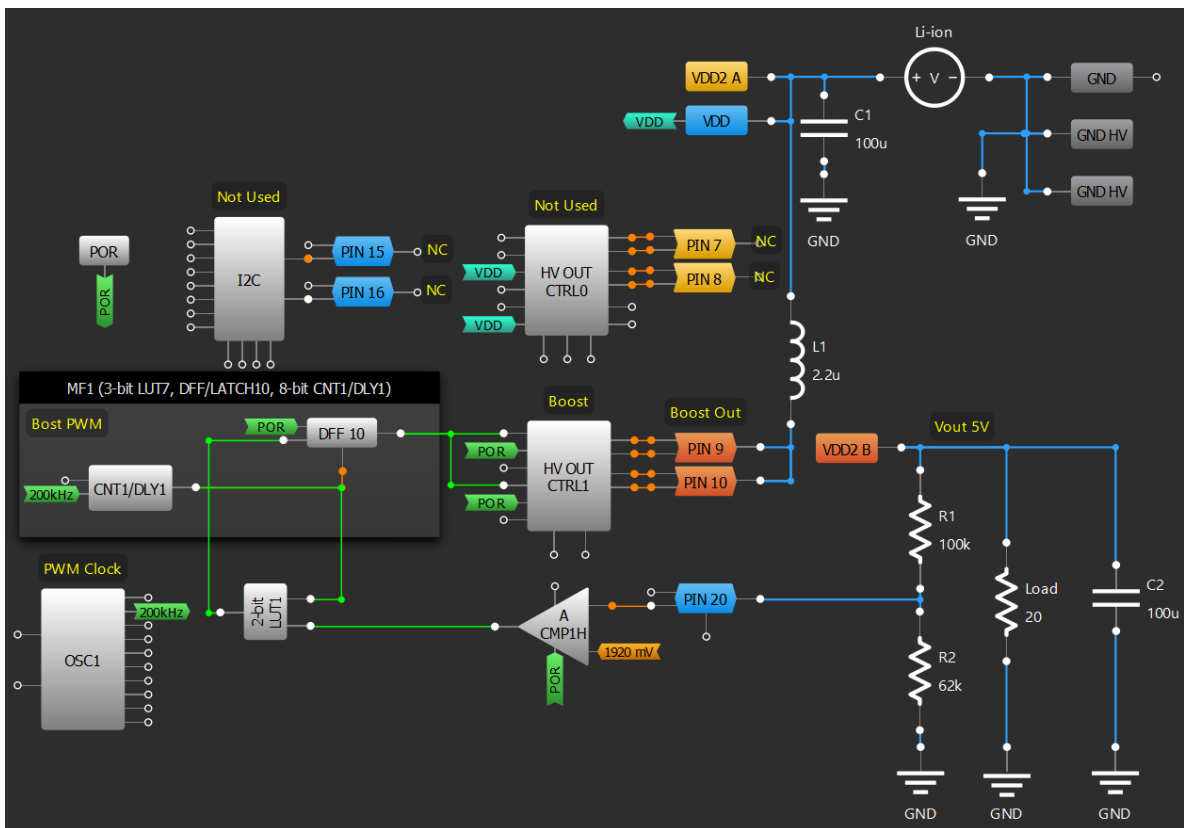 Li-ion
VDD2 A
+ V −
GND
VDD
VDD
C1
100u
GND HV
GND HV
GND
GND
Not Used
Not Used
POR
POR
I2C
PIN 15
NC
PIN 16
NC
VDD
VDD
HV OUT
CTRL0
PIN 7
NC
PIN 8
NC
L1
2.2u
MF1 (3-bit LUT7, DFF/LATCH10, 8-bit CNT1/DLY1)
Bost PWM
POR
DFF 10
200kHz
CNT1/DLY1
Boost
POR
POR
HV OUT
CTRL1
Boost Out
PIN 9
PIN 10
VDD2 B
Vout 5V
R1
100k
PWM Clock
OSC1
200kHz
2-bit
LUT1
A
CMP1H
POR
1920 mV
PIN 20
Load
20
C2
100u
R2
62k
GND
GND
GND